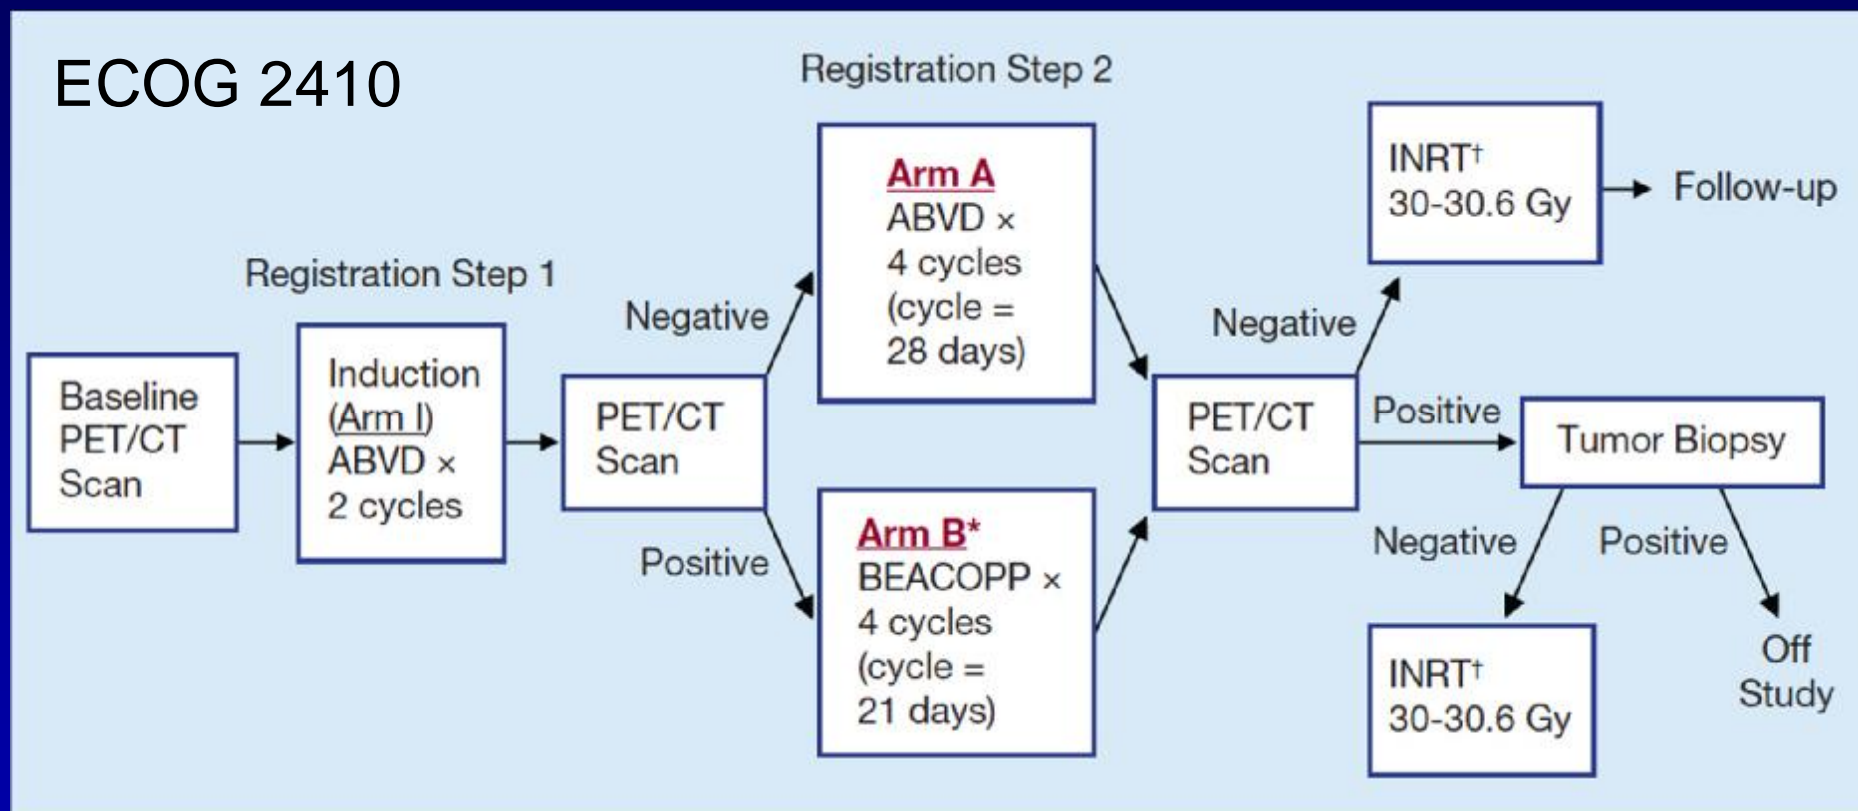 ECOG 2410
Registration Step 1
Registration Step 2
Baseline
PET/CT
Scan
Induction
(Arm I)
ABVD ×
2 cycles
PET/CT
Scan
Negative
Positive
Arm A
ABVD ×
4 cycles
(cycle =
28 days)
Arm B*
BEACOPP ×
4 cycles
(cycle =
21 days)
PET/CT
Scan
Negative
Positive
INRT†
30-30.6 Gy
Follow-up
Tumor Biopsy
Negative
Positive
INRT†
30-30.6 Gy
Off
Study